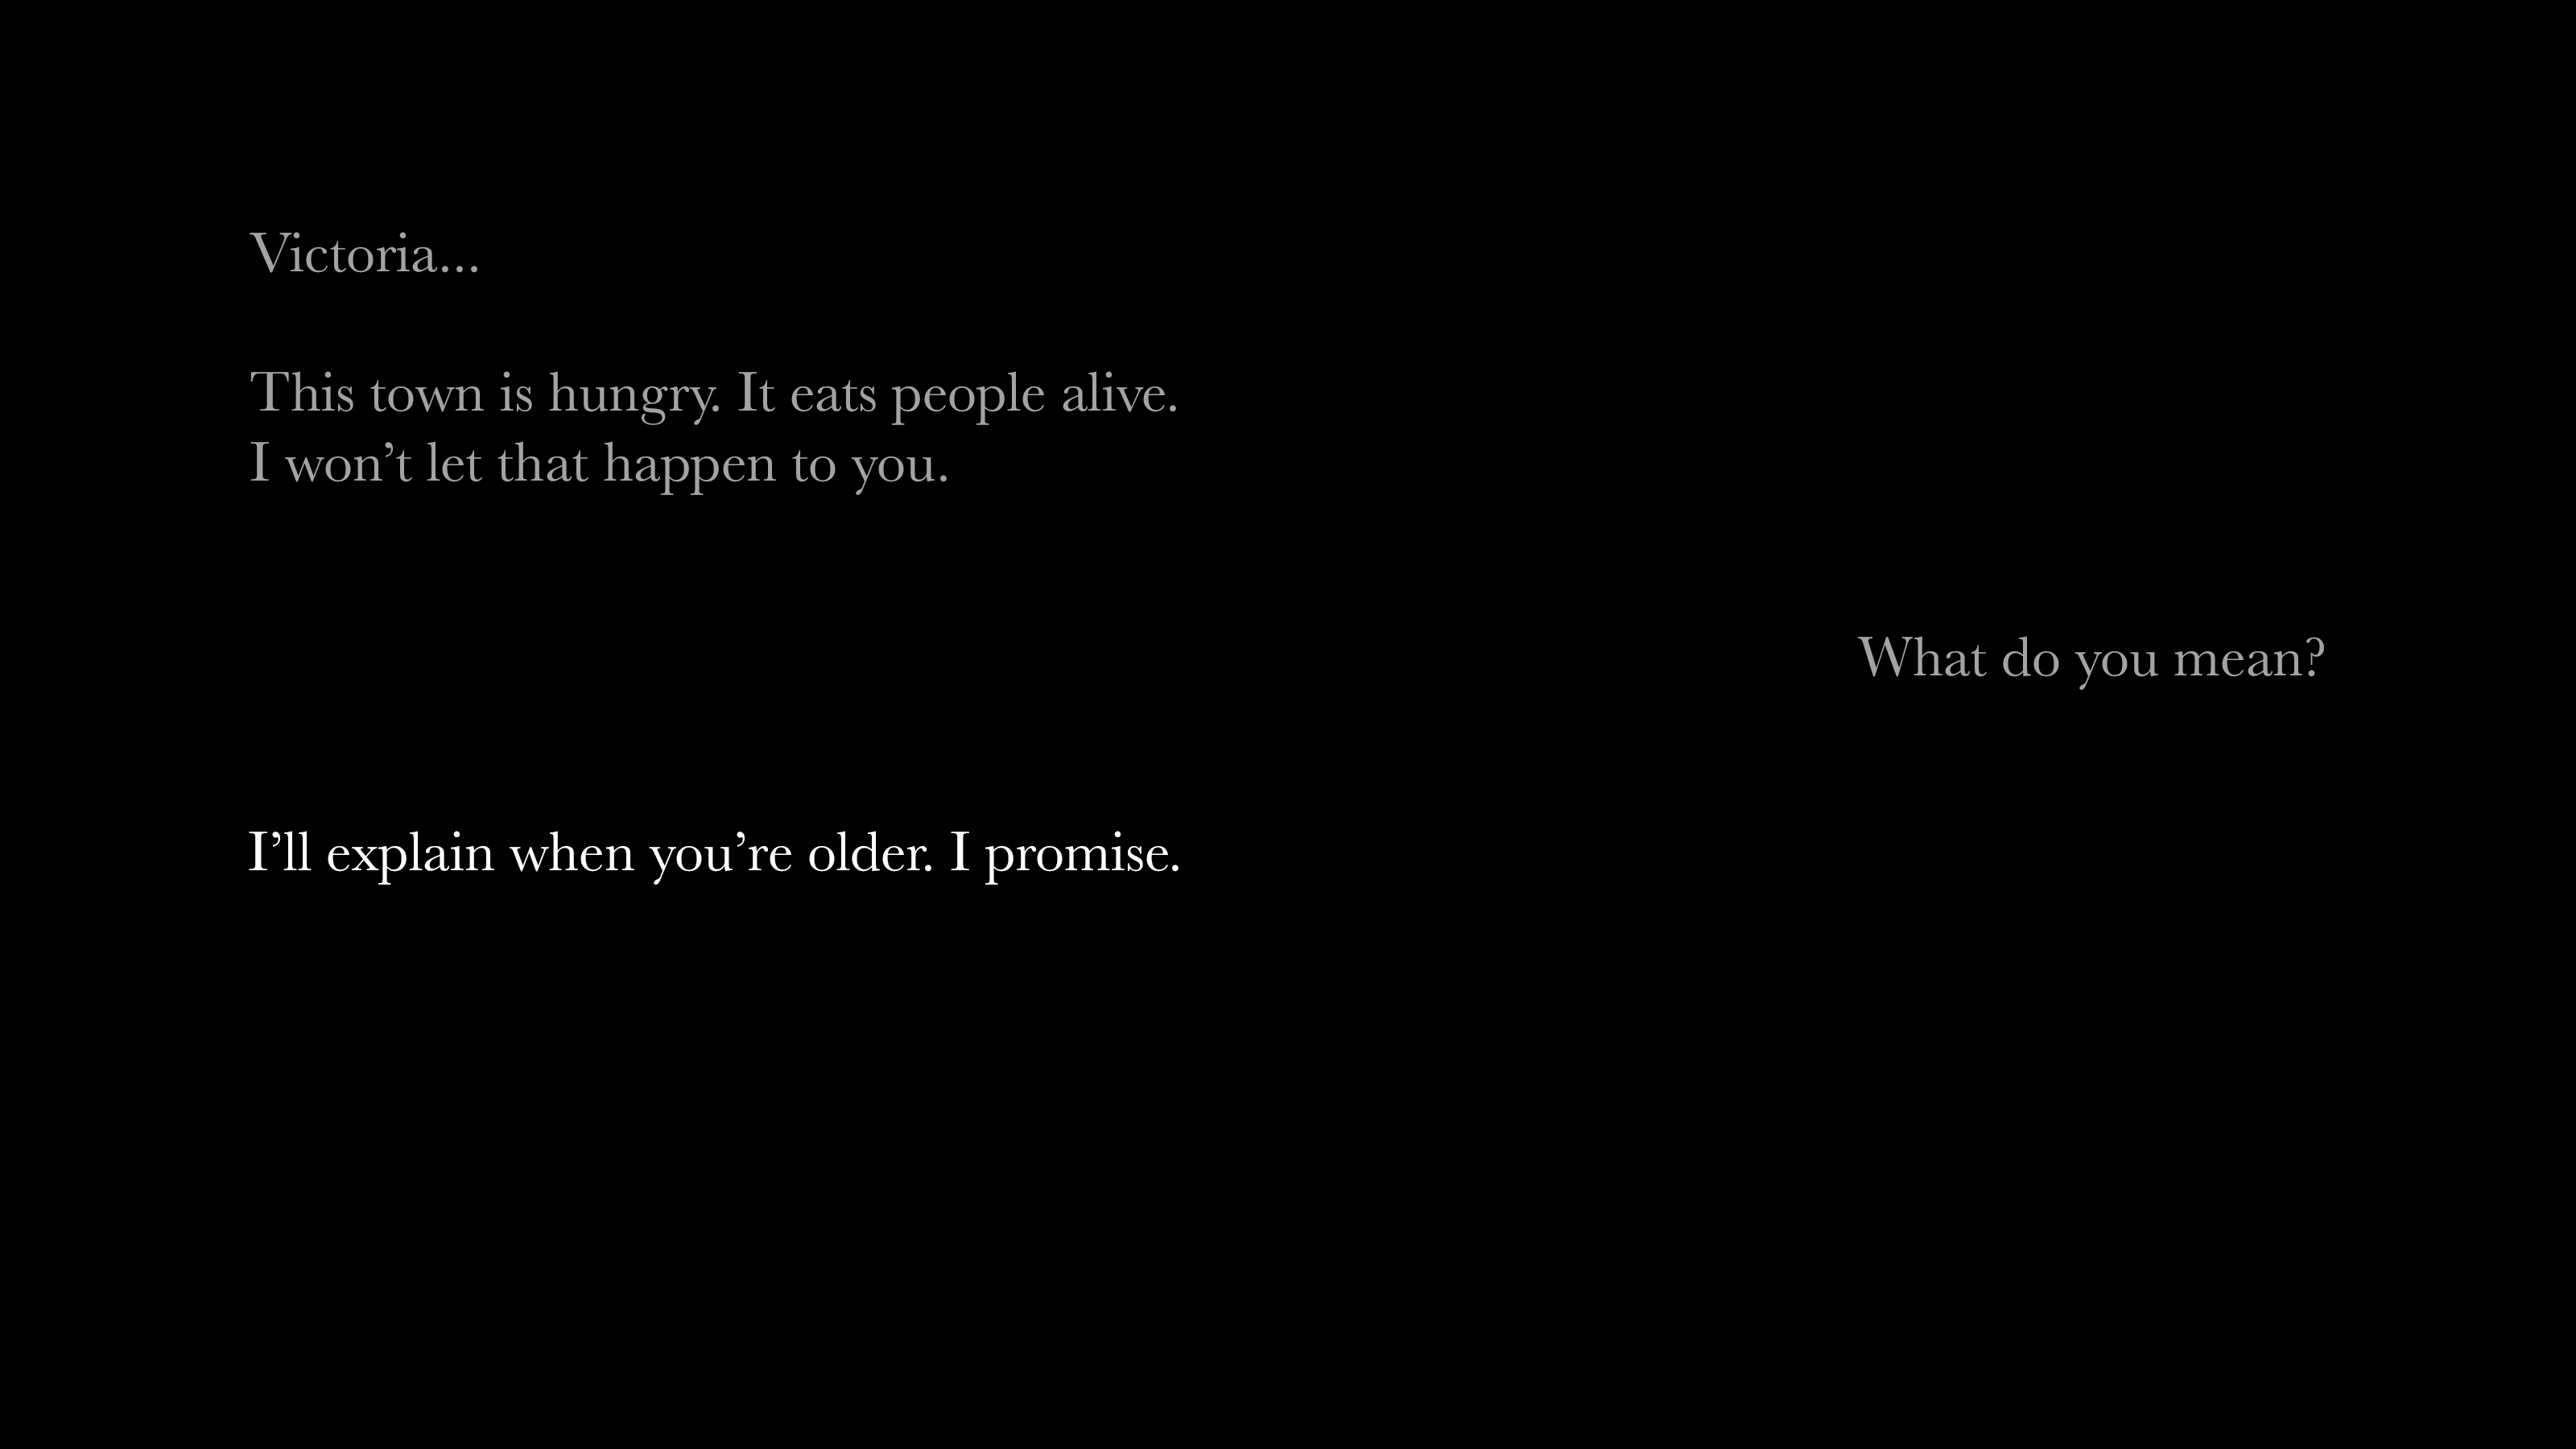 Victoria...
This town is hungry. It eats people alive.
I won’t let that happen to you.
What do you mean?
I’ll explain when you’re older. I promise.